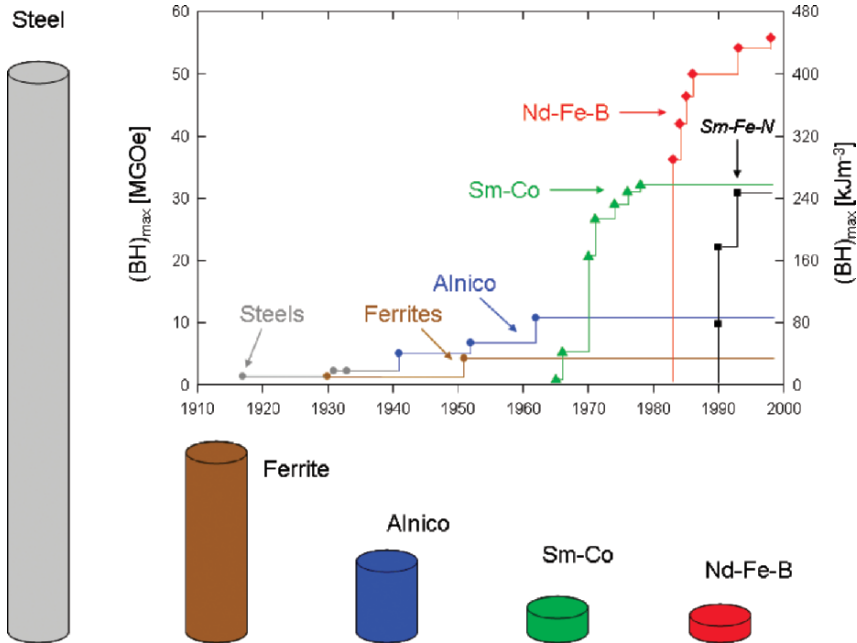 Steel
60
50
40
30
20
10
0
(BH)max [MGOe]
480
400
320
240
160
80
0
(BH)max [kJm-3]
Nd-Fe-B
Sm-Fe-N
Sm-Co
Alnico
Steels
Ferrites
1910 1920 1930 1940 1950 1960 1970 1980 1990 2000
Ferrite
Alnico
Sm-Co
Nd-Fe-B